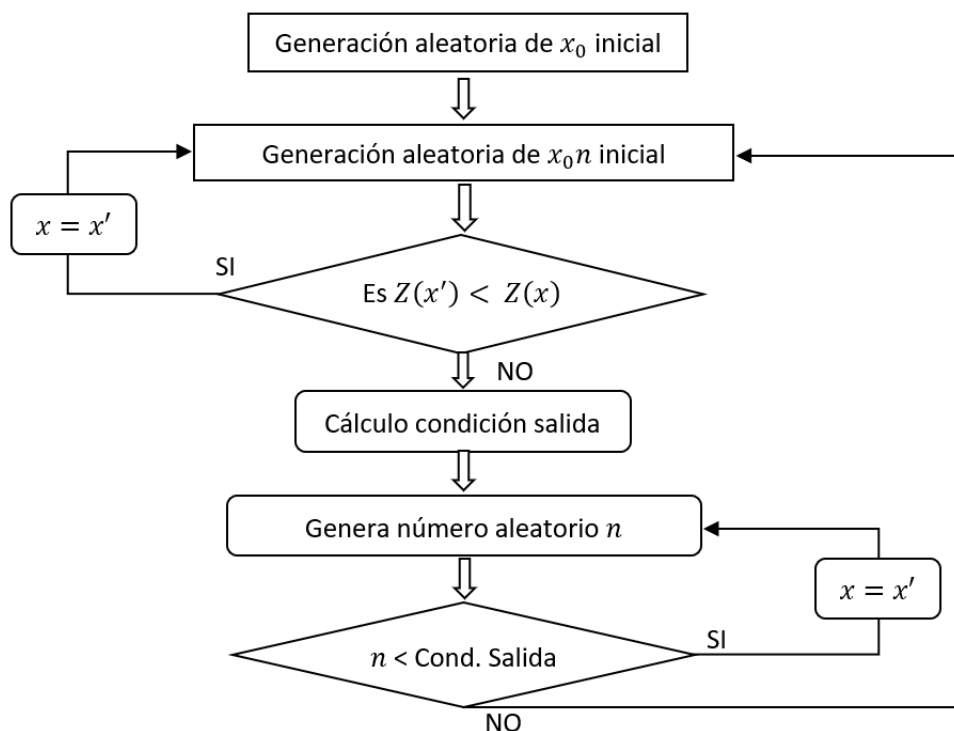 Generación aleatoria de x₀ inicial
Generación aleatoria de x₀n inicial
x = x′
SI
Es Z(x′) < Z(x)
NO
Cálculo condición salida
Genera número aleatorio n
x = x′
n < Cond. Salida
SI
NO